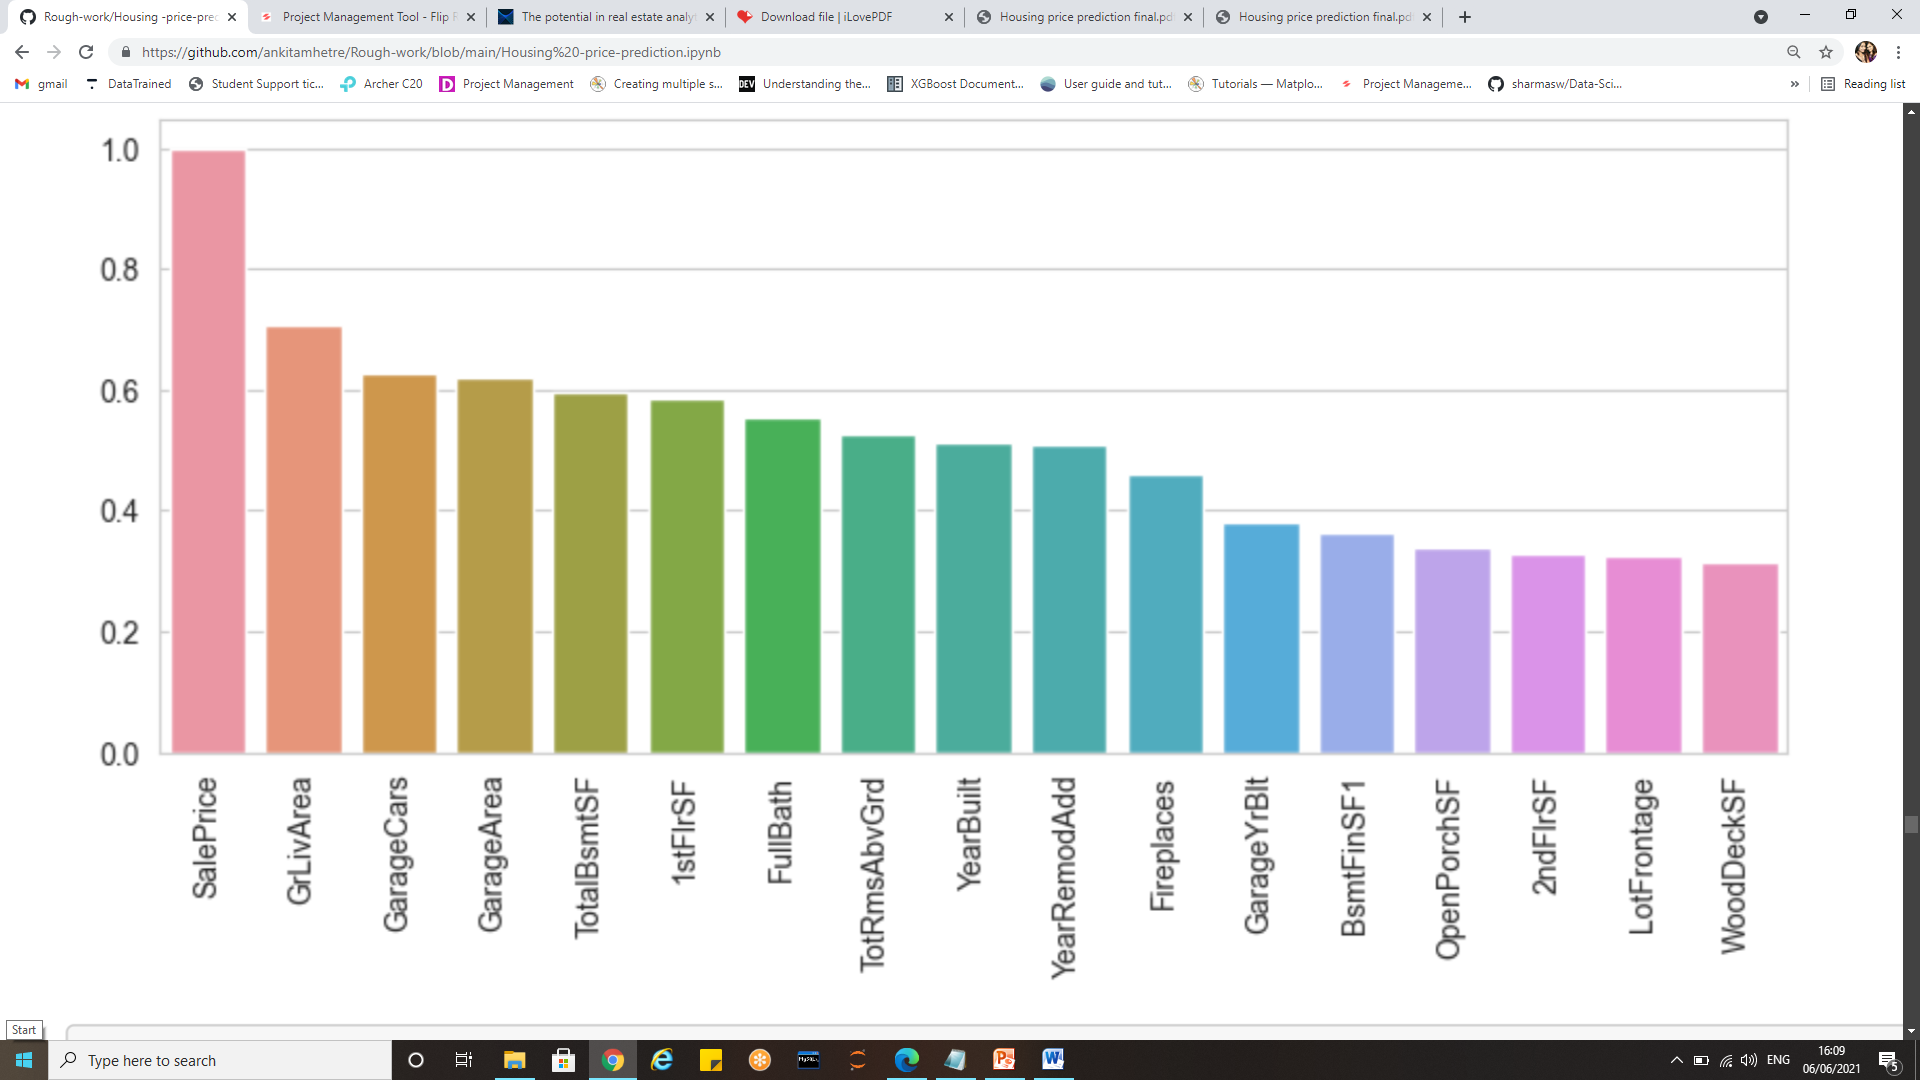 Rough-work/Housing -price-pred
Project Management Tool - Flip R
The potential in real estate analyt
Download file | iLovePDF
Housing price prediction final.pd
Housing price prediction final.pd
https://github.com/ankitamhetre/Rough-work/blob/main/Housing%20-price-prediction.ipynb
gmail
DataTrained
Student Support tic...
Archer C20
Project Management
Creating multiple s...
DEV
Understanding the...
XGBoost Document...
User guide and tut...
Tutorials — Matplo...
Project Manageme...
sharmasw/Data-Sci...
»
Reading list
1.0
0.8
0.6
0.4
0.2
0.0
SalePrice
GrLivArea
GarageCars
GarageArea
TotalBsmtSF
1stFlrSF
FullBath
TotRmsAbvGrd
YearBuilt
YearRemodAdd
Fireplaces
GarageYrBlt
BsmtFinSF1
OpenPorchSF
2ndFlrSF
LotFrontage
WoodDeckSF
Start
Type here to search
MySQL
ENG
16:09
06/06/2021
5